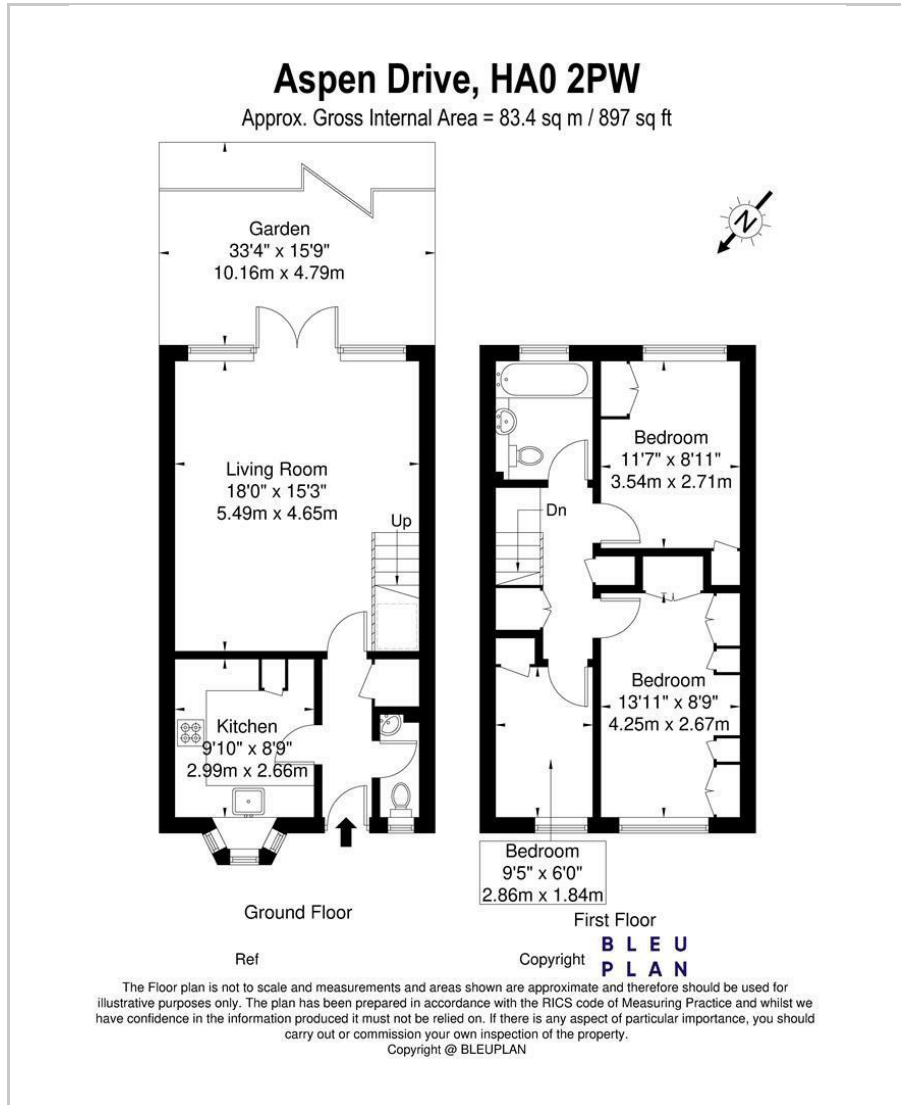 Aspen Drive, HA0 2PW
Approx. Gross Internal Area = 83.4 sq m / 897 sq ft
Garden
33'4" x 15'9"
10.16m x 4.79m
N
Living Room
18'0" x 15'3"
5.49m x 4.65m
Up
Kitchen
9'10" x 8'9"
2.99m x 2.66m
Ground Floor
Bedroom
11'7" x 8'11"
3.54m x 2.71m
Dn
Bedroom
13'11" x 8'9"
4.25m x 2.67m
Bedroom
9'5" x 6'0"
2.86m x 1.84m
First Floor
Ref
Copyright
BLEU
PLAN
The Floor plan is not to scale and measurements and areas shown are approximate and therefore should be used for
illustrative purposes only. The plan has been prepared in accordance with the RICS code of Measuring Practice and whilst we
have confidence in the information produced it must not be relied on. If there is any aspect of particular importance, you should
carry out or commission your own inspection of the property.
Copyright @ BLEUPLAN